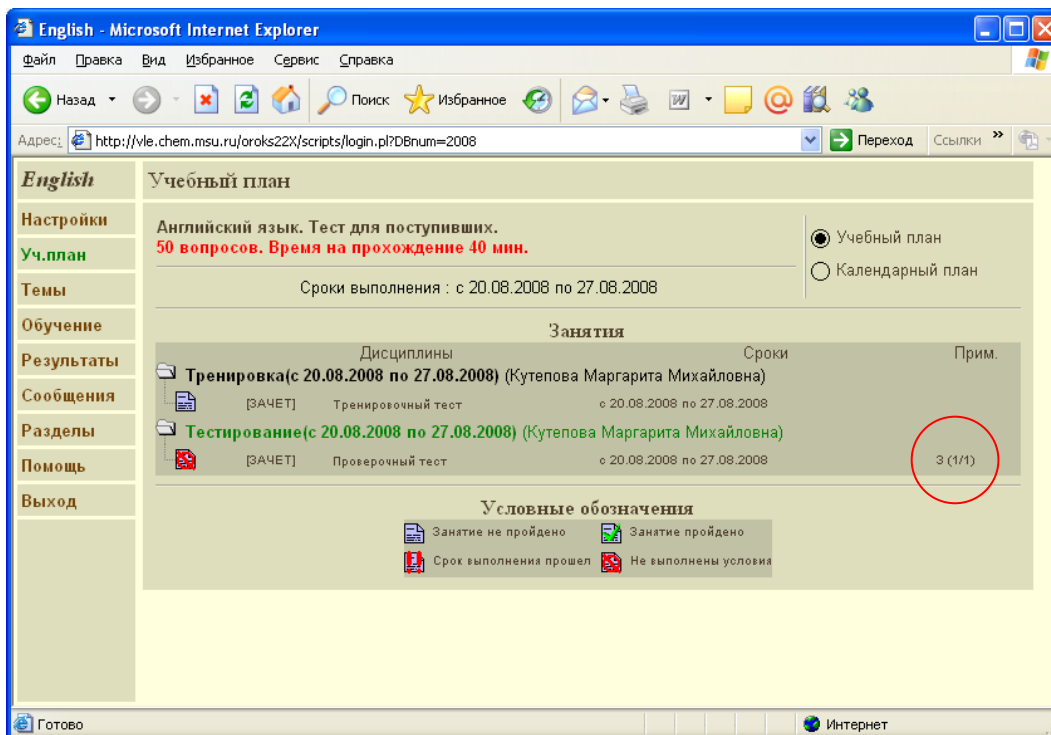 English - Microsoft Internet Explorer
Файл Правка Вид Избранное Сервис Справка
Назад Поиск Избранное
Адрес: http://vle.chem.msu.ru/oroks22X/scripts/login.pl?DBnum=2008 Переход Ссылки »
English
Учебный план
Настройки
Уч.план
Темы
Обучение
Результаты
Сообщения
Разделы
Помощь
Выход
Английский язык. Тест для поступивших.
50 вопросов. Время на прохождение 40 мин.
Учебный план
Календарный план
Сроки выполнения : с 20.08.2008 по 27.08.2008
Занятия
Дисциплины Сроки Прим.
Тренировка(с 20.08.2008 по 27.08.2008) (Кутепова Маргарита Михайловна)
[ЗАЧЕТ] Тренировочный тест с 20.08.2008 по 27.08.2008
Тестирование(с 20.08.2008 по 27.08.2008) (Кутепова Маргарита Михайловна)
[ЗАЧЕТ] Проверочный тест с 20.08.2008 по 27.08.2008 3 (1/1)
Условные обозначения
Занятие не пройдено Занятие пройдено
Срок выполнения прошел Не выполнены условия
Готово Интернет